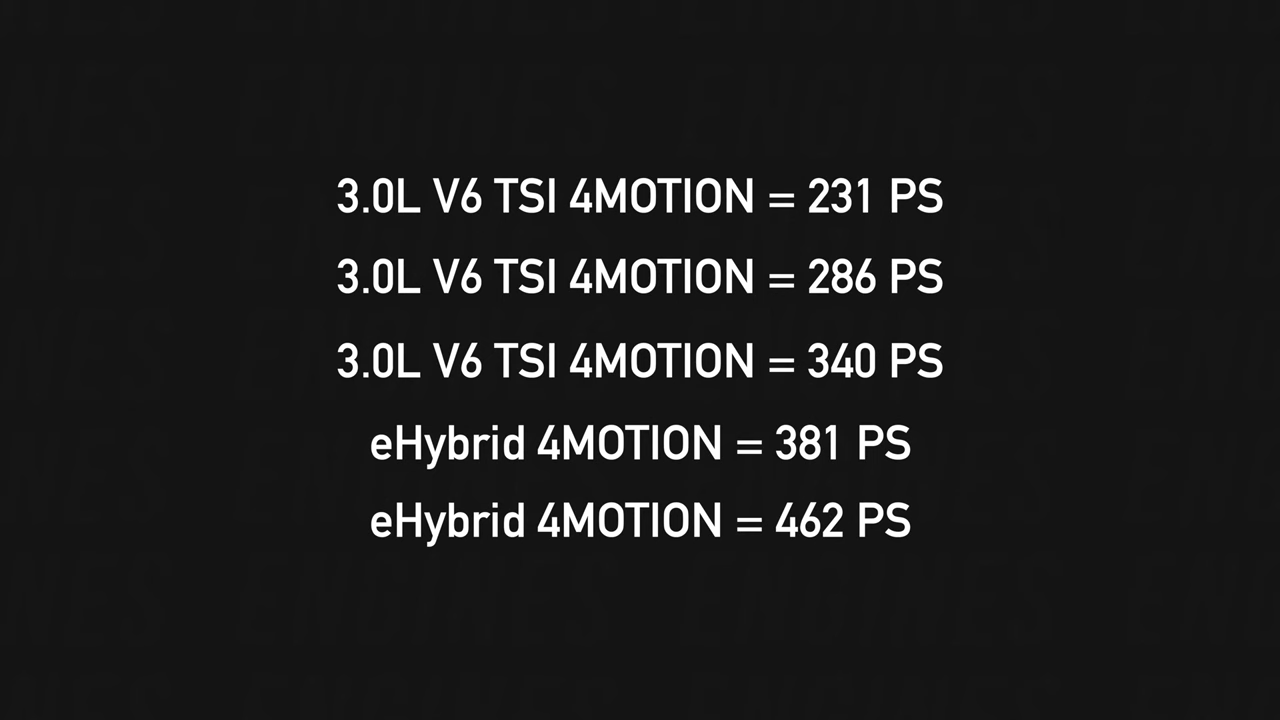 3.0L V6 TSI 4MOTION = 231 PS
3.0L V6 TSI 4MOTION = 286 PS
3.0L V6 TSI 4MOTION = 340 PS
eHybrid 4MOTION = 381 PS
eHybrid 4MOTION = 462 PS